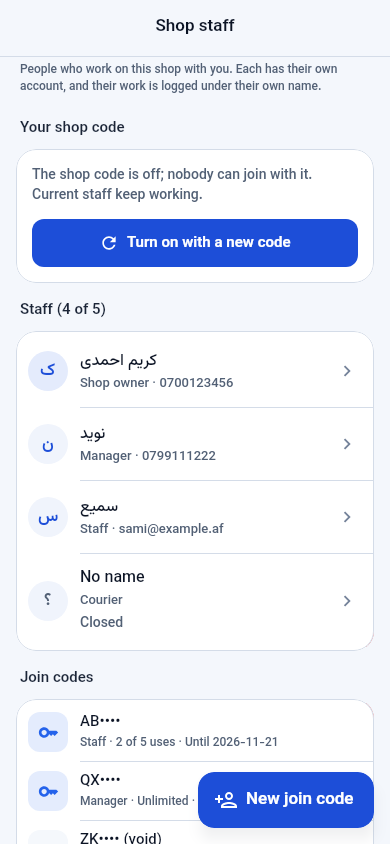 Shop staff
People who work on this shop with you. Each has their own
account, and their work is logged under their own name.
Your shop code
The shop code is off; nobody can join with it.
Current staff keep working.
Turn on with a new code
Staff (4 of 5)
ک
کریم احمدی
Shop owner · 0700123456
ن
نوید
Manager · 0799111222
س
سمیع
Staff · sami@example.af
؟
No name
Courier
Closed
Join codes
AB••••
Staff · 2 of 5 uses · Until 2026-11-21
QX••••
Manager · Unlimited ·
New join code
ZK•••• (void)